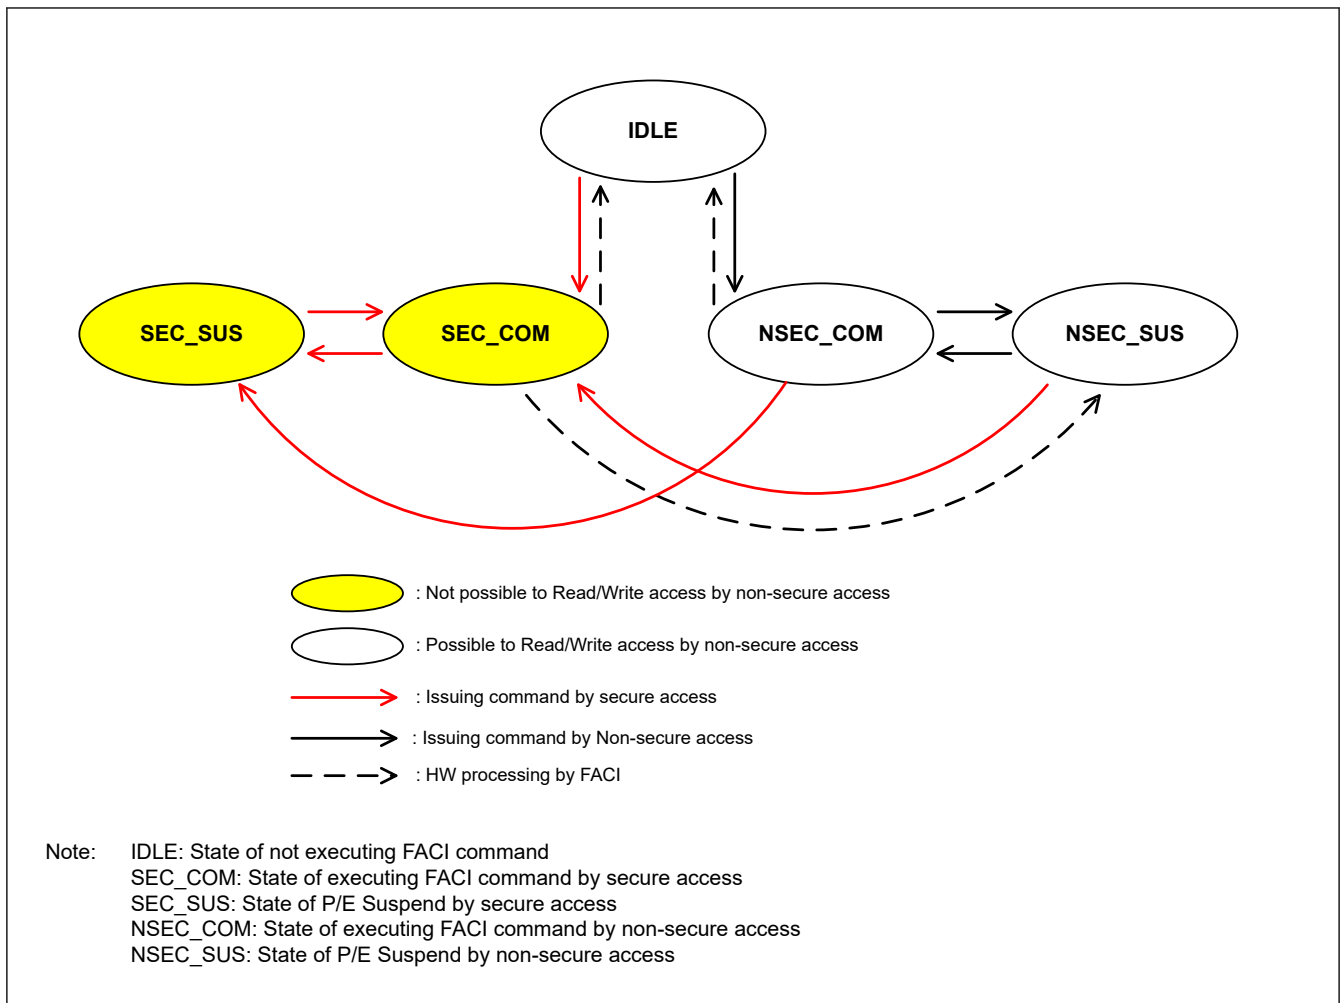 IDLE
SEC_SUS
SEC_COM
NSEC_COM
NSEC_SUS
: Not possible to Read/Write access by non-secure access
: Possible to Read/Write access by non-secure access
: Issuing command by secure access
: Issuing command by Non-secure access
: HW processing by FACI
Note: IDLE: State of not executing FACI command
SEC_COM: State of executing FACI command by secure access
SEC_SUS: State of P/E Suspend by secure access
NSEC_COM: State of executing FACI command by non-secure access
NSEC_SUS: State of P/E Suspend by non-secure access